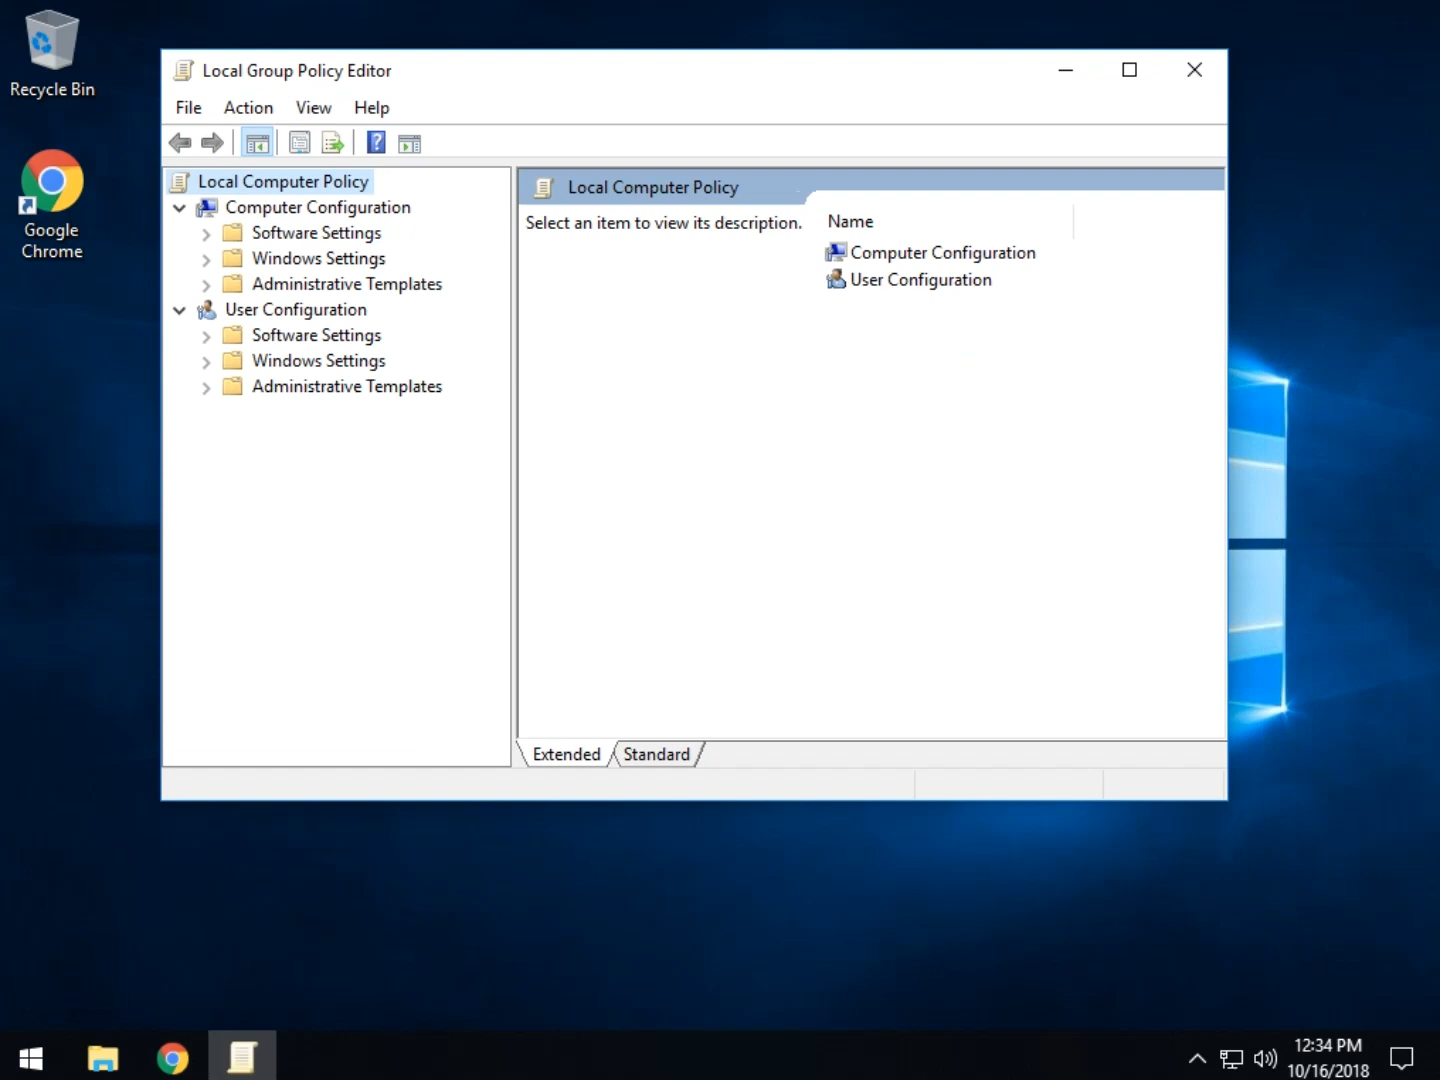 Recycle Bin
Google
Chrome
Local Group Policy Editor
File Action View Help
?
Local Computer Policy
Computer Configuration
Software Settings
Windows Settings
Administrative Templates
User Configuration
Software Settings
Windows Settings
Administrative Templates
Local Computer Policy
Select an item to view its description.
Name
Computer Configuration
User Configuration
Extended Standard
12:34 PM
10/16/2018